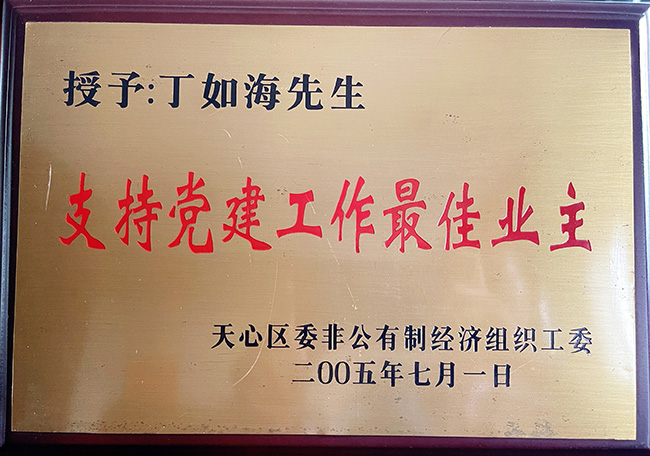 授予:丁如海先生
支持党建工作最佳业主
天心区委非公有制经济组织工委
二00五年七月一日